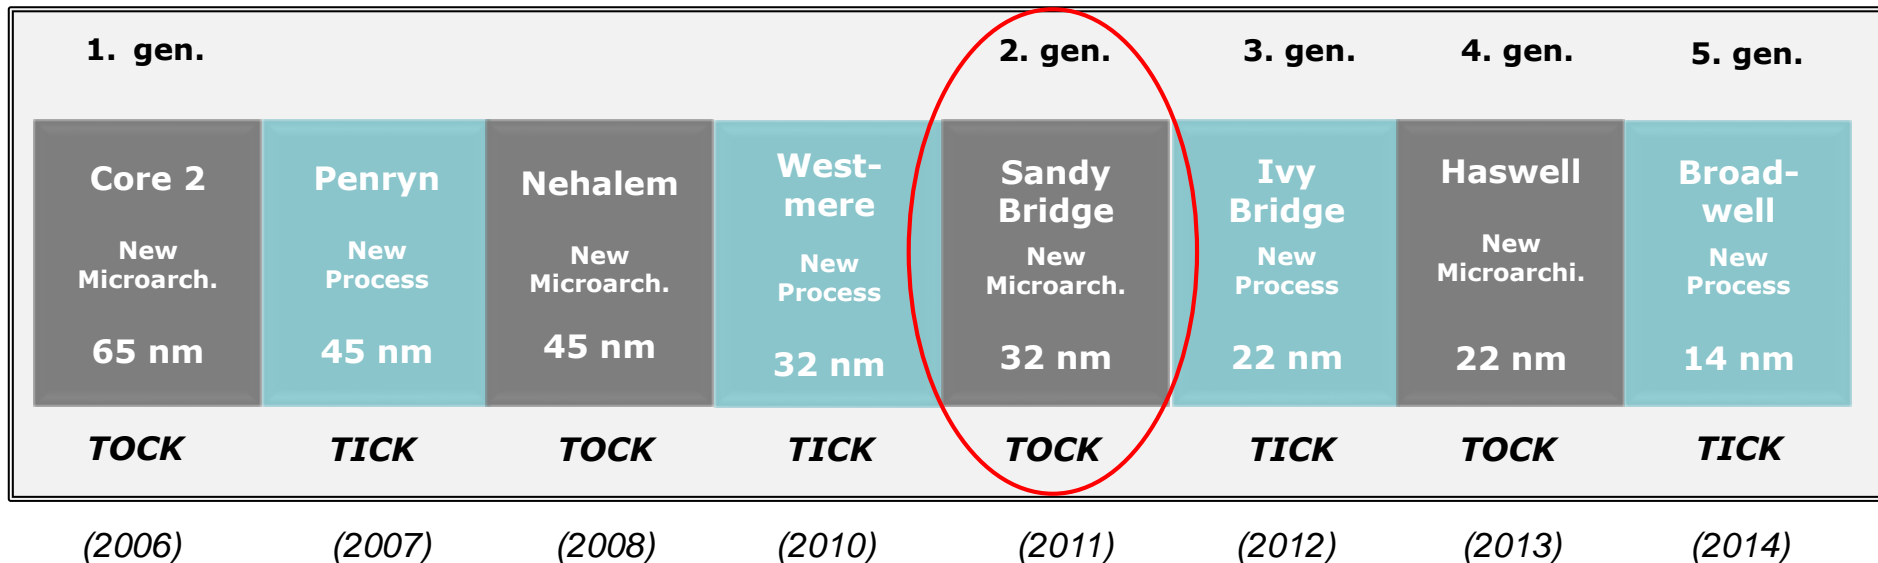 1. gen.
2. gen.
3. gen.
4. gen.
5. gen.
Core 2
New
Microarch.
65 nm
Penryn
New
Process
45 nm
Nehalem
New
Microarch.
45 nm
West-
mere
New
Process
32 nm
Sandy
Bridge
New
Microarch.
32 nm
Ivy
Bridge
New
Process
22 nm
Haswell
New
Microarchi.
22 nm
Broad-
well
New
Process
14 nm
TOCK
TICK
TOCK
TICK
TOCK
TICK
TOCK
TICK
(2006)
(2007)
(2008)
(2010)
(2011)
(2012)
(2013)
(2014)